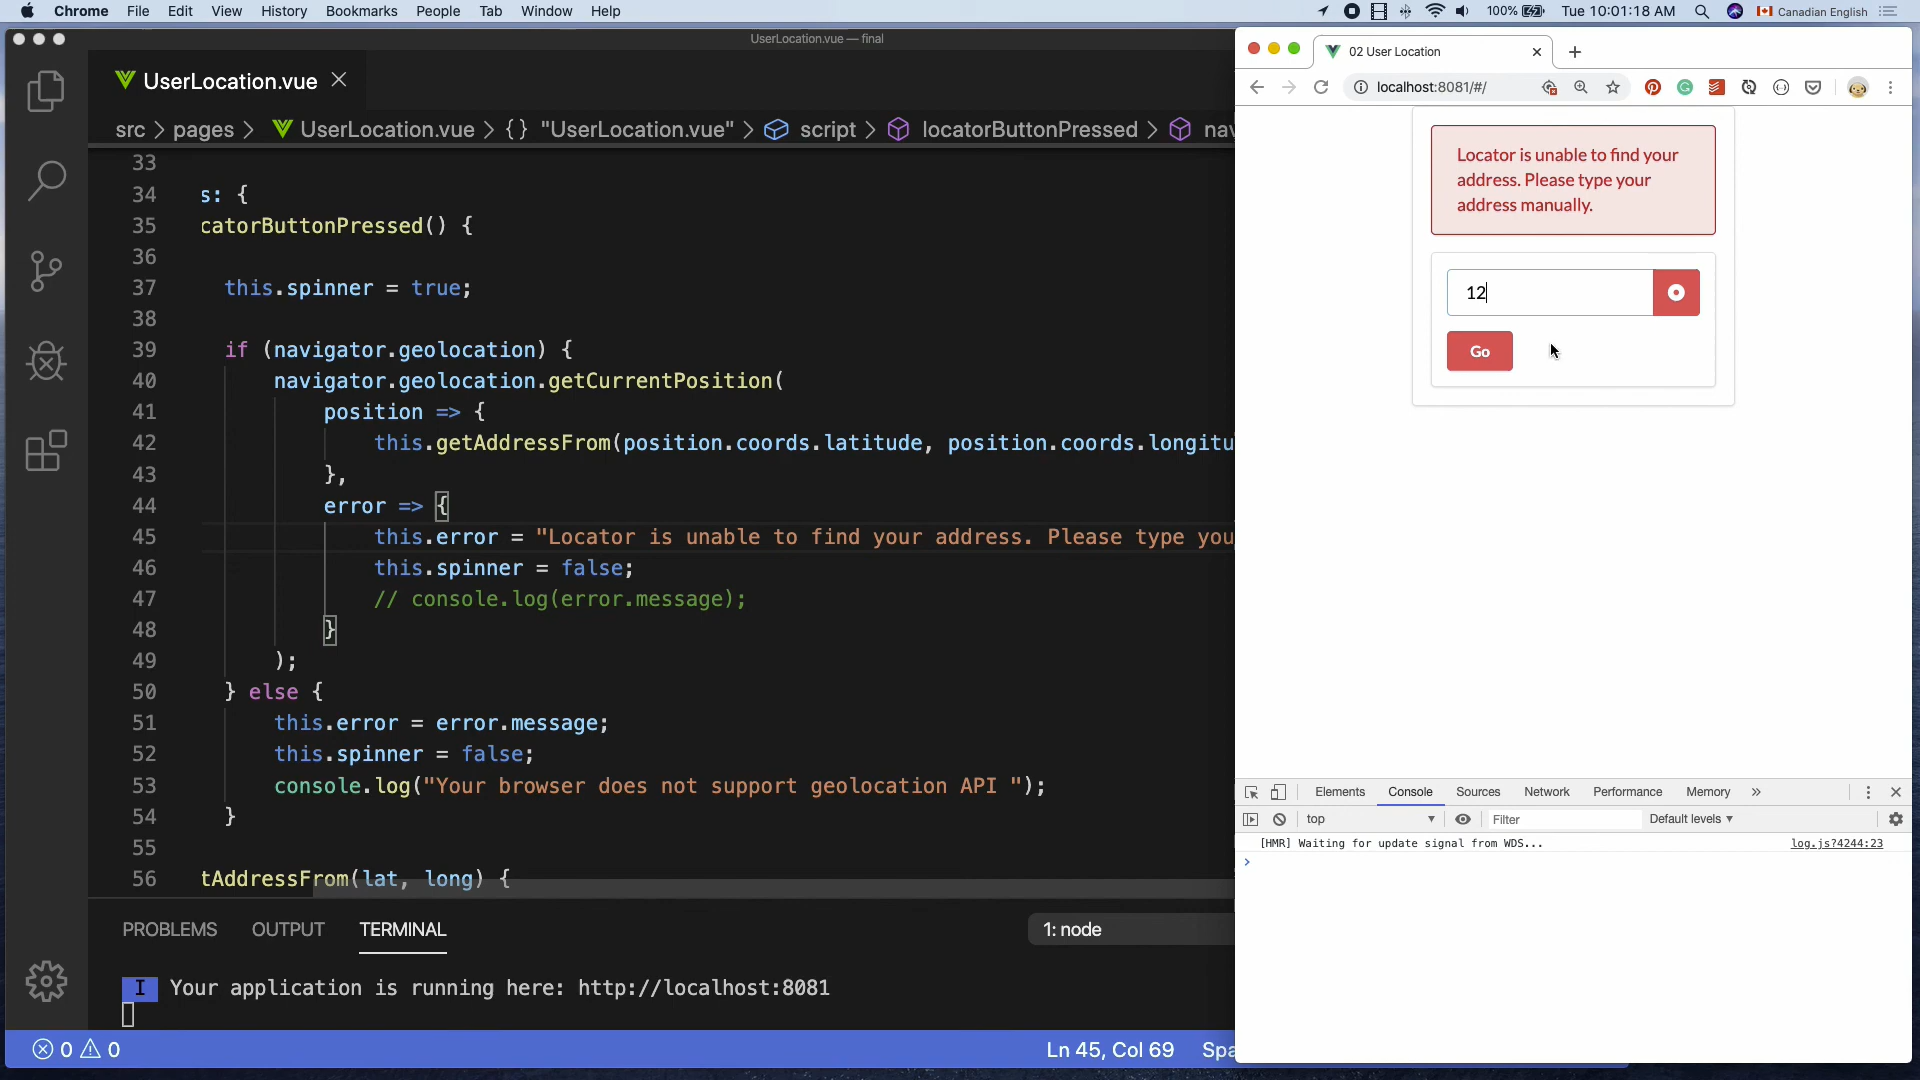 Chrome File Edit View History Bookmarks People Tab Window Help 100% Tue 10:01:18 AM Canadian English
UserLocation.vue — final
UserLocation.vue
src > pages > UserLocation.vue > {} "UserLocation.vue" > script > locatorButtonPressed > nav
33
34 s: {
35 catorButtonPressed() {
36
37 this.spinner = true;
38
39 if (navigator.geolocation) {
40 navigator.geolocation.getCurrentPosition(
41 position => {
42 this.getAddressFrom(position.coords.latitude, position.coords.longitu
43 },
44 error => {
45 this.error = "Locator is unable to find your address. Please type you
46 this.spinner = false;
47 // console.log(error.message);
48 }
49 );
50 } else {
51 this.error = error.message;
52 this.spinner = false;
53 console.log("Your browser does not support geolocation API ");
54 }
55
56 tAddressFrom(lat, long) {
PROBLEMS OUTPUT TERMINAL 1: node
I Your application is running here: http://localhost:8081
0 0 Ln 45, Col 69 Spa
02 User Location
localhost:8081/#/
Locator is unable to find your
address. Please type your
address manually.
12
Go
Elements Console Sources Network Performance Memory »
top Filter Default levels ▼
[HMR] Waiting for update signal from WDS... log.js?4244:23
>